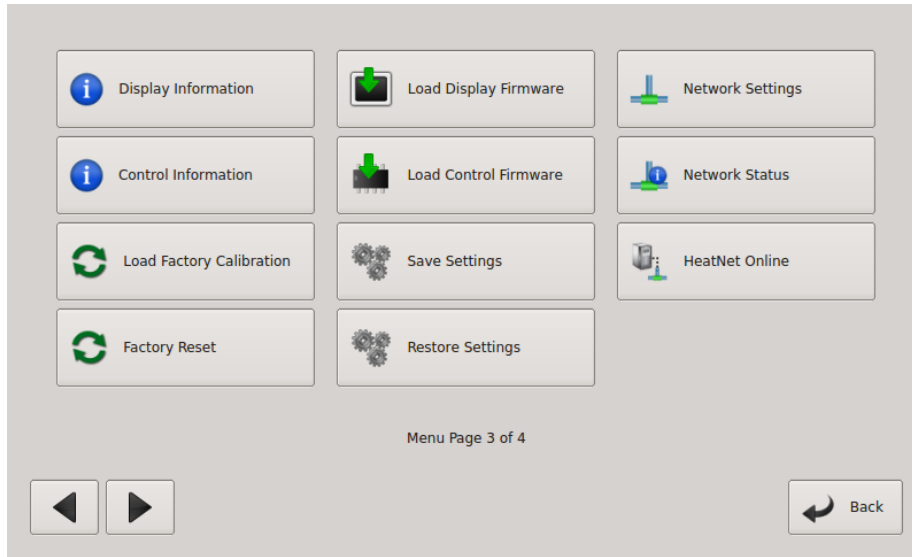 Display Information
Load Display Firmware
Network Settings
Control Information
Load Control Firmware
Network Status
Load Factory Calibration
Save Settings
HeatNet Online
Factory Reset
Restore Settings
Menu Page 3 of 4
Back